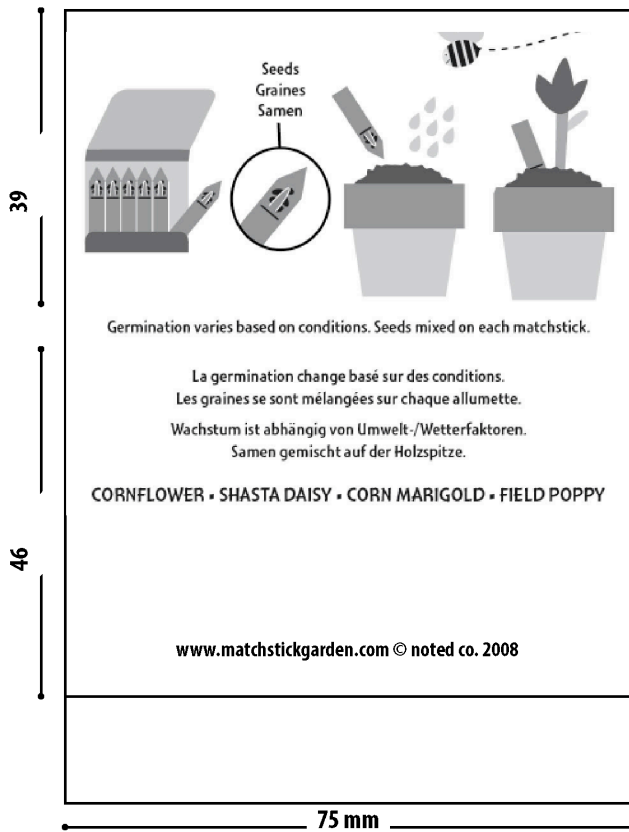 Seeds
Graines
Samen
39
Germination varies based on conditions. Seeds mixed on each matchstick.
La germination change basé sur des conditions.
Les graines se sont mélangées sur chaque allumette.
Wachstum ist abhängig von Umwelt-/Wetterfaktoren.
Samen gemischt auf der Holzspitze.
CORNFLOWER ▪ SHASTA DAISY ▪ CORN MARIGOLD ▪ FIELD POPPY
46
www.matchstickgarden.com © noted co. 2008
75 mm